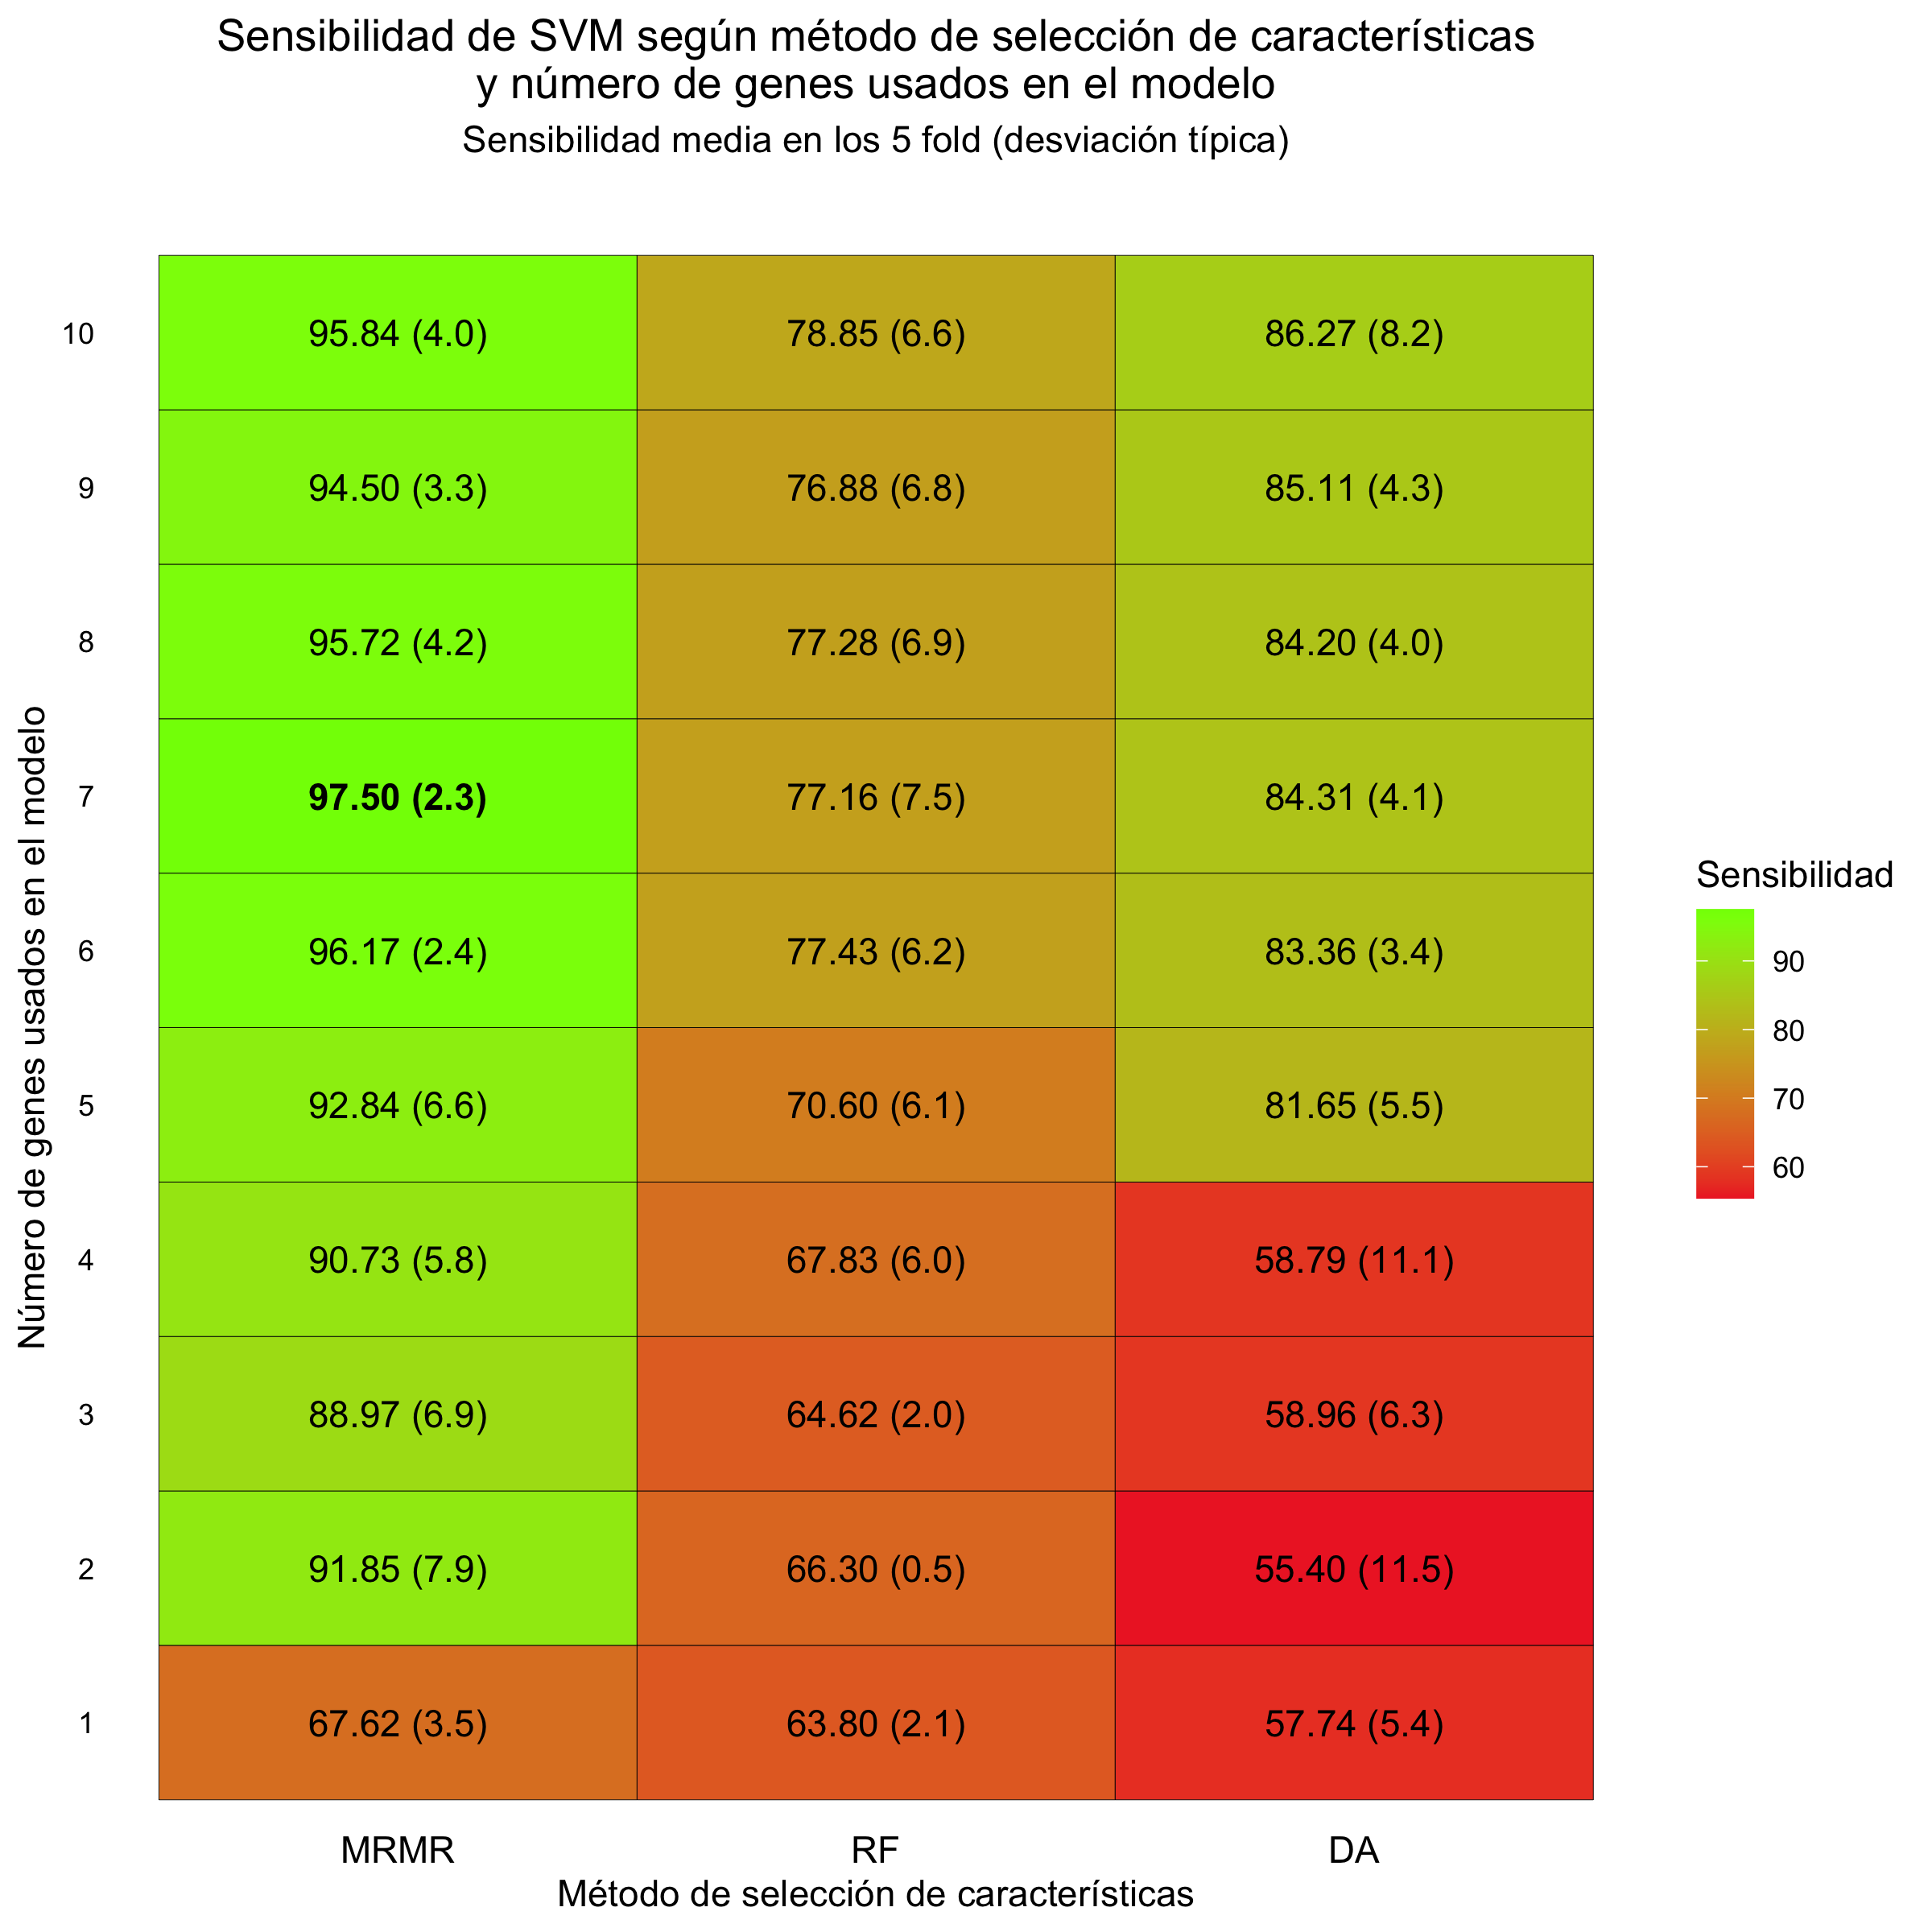 Sensibilidad de SVM según método de selección de características
y número de genes usados en el modelo
Sensibilidad media en los 5 fold (desviación típica)
Número de genes usados en el modelo
10 95.84 (4.0) 78.85 (6.6) 86.27 (8.2)
9 94.50 (3.3) 76.88 (6.8) 85.11 (4.3)
8 95.72 (4.2) 77.28 (6.9) 84.20 (4.0)
7 97.50 (2.3) 77.16 (7.5) 84.31 (4.1)
6 96.17 (2.4) 77.43 (6.2) 83.36 (3.4)
5 92.84 (6.6) 70.60 (6.1) 81.65 (5.5)
4 90.73 (5.8) 67.83 (6.0) 58.79 (11.1)
3 88.97 (6.9) 64.62 (2.0) 58.96 (6.3)
2 91.85 (7.9) 66.30 (0.5) 55.40 (11.5)
1 67.62 (3.5) 63.80 (2.1) 57.74 (5.4)
MRMR RF DA
Método de selección de características
Sensibilidad
90
80
70
60